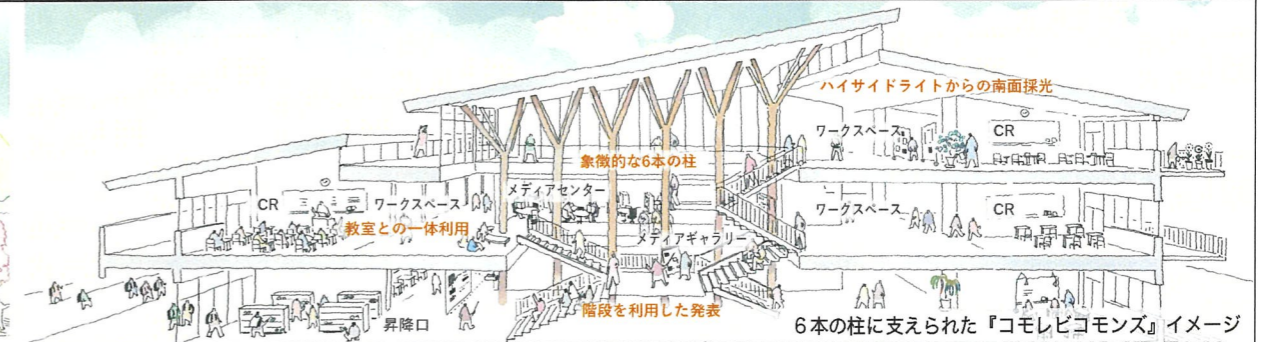 ハイサイドライトからの南面採光
ワークスペース
CR
象徴的な6本の柱
メディアセンター
CR
ワークスペース
ワークスペース
CR
教室との一体利用
メディアギャラリー
階段を利用した発表
昇降口
6本の柱に支えられた『コモレビコモンズ』イメージ